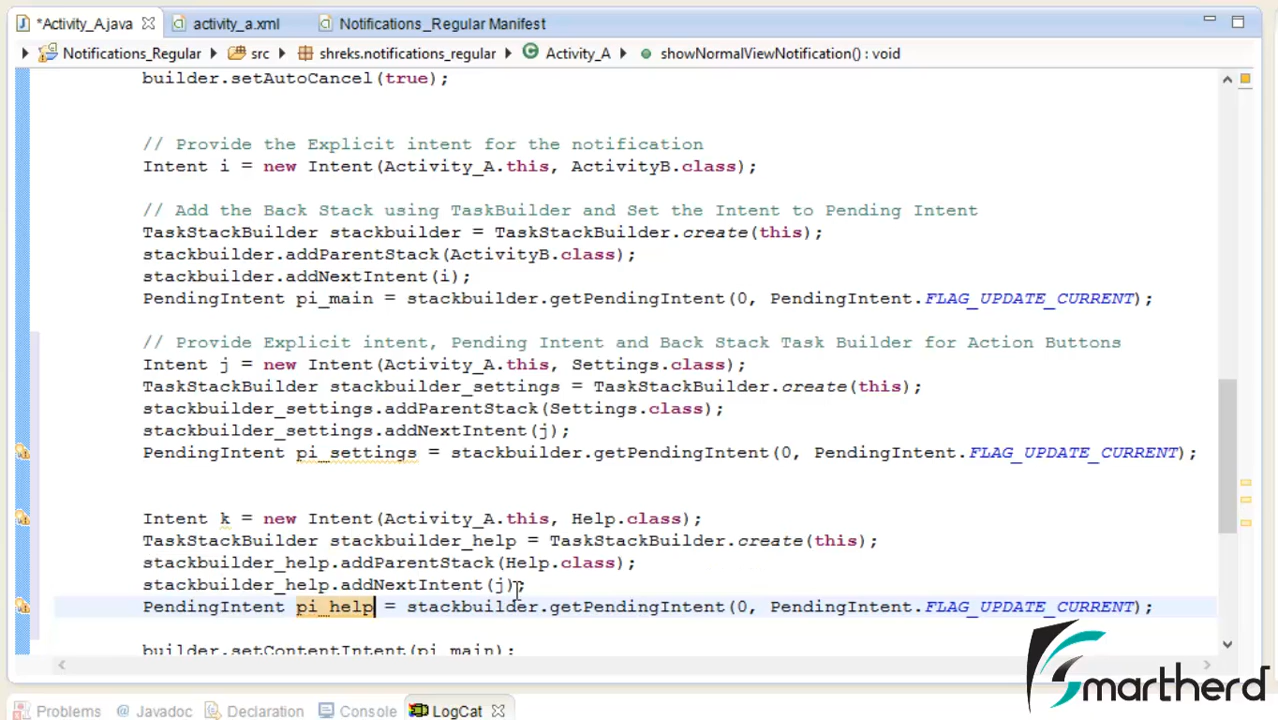 *Activity_A.java activity_a.xml Notifications_Regular Manifest
Notifications_Regular src shreks.notifications_regular Activity_A showNormalViewNotification() : void
builder.setAutoCancel(true);
// Provide the Explicit intent for the notification
Intent i = new Intent(Activity_A.this, ActivityB.class);
// Add the Back Stack using TaskBuilder and Set the Intent to Pending Intent
TaskStackBuilder stackbuilder = TaskStackBuilder.create(this);
stackbuilder.addParentStack(ActivityB.class);
stackbuilder.addNextIntent(i);
PendingIntent pi_main = stackbuilder.getPendingIntent(0, PendingIntent.FLAG_UPDATE_CURRENT);
// Provide Explicit intent, Pending Intent and Back Stack Task Builder for Action Buttons
Intent j = new Intent(Activity_A.this, Settings.class);
TaskStackBuilder stackbuilder_settings = TaskStackBuilder.create(this);
stackbuilder_settings.addParentStack(Settings.class);
stackbuilder_settings.addNextIntent(j);
PendingIntent pi_settings = stackbuilder.getPendingIntent(0, PendingIntent.FLAG_UPDATE_CURRENT);
Intent k = new Intent(Activity_A.this, Help.class);
TaskStackBuilder stackbuilder_help = TaskStackBuilder.create(this);
stackbuilder_help.addParentStack(Help.class);
stackbuilder_help.addNextIntent(j);
PendingIntent pi_help = stackbuilder.getPendingIntent(0, PendingIntent.FLAG_UPDATE_CURRENT);
builder.setContentIntent(pi_main);
Smartherd
Problems @ Javadoc Declaration Console LogCat